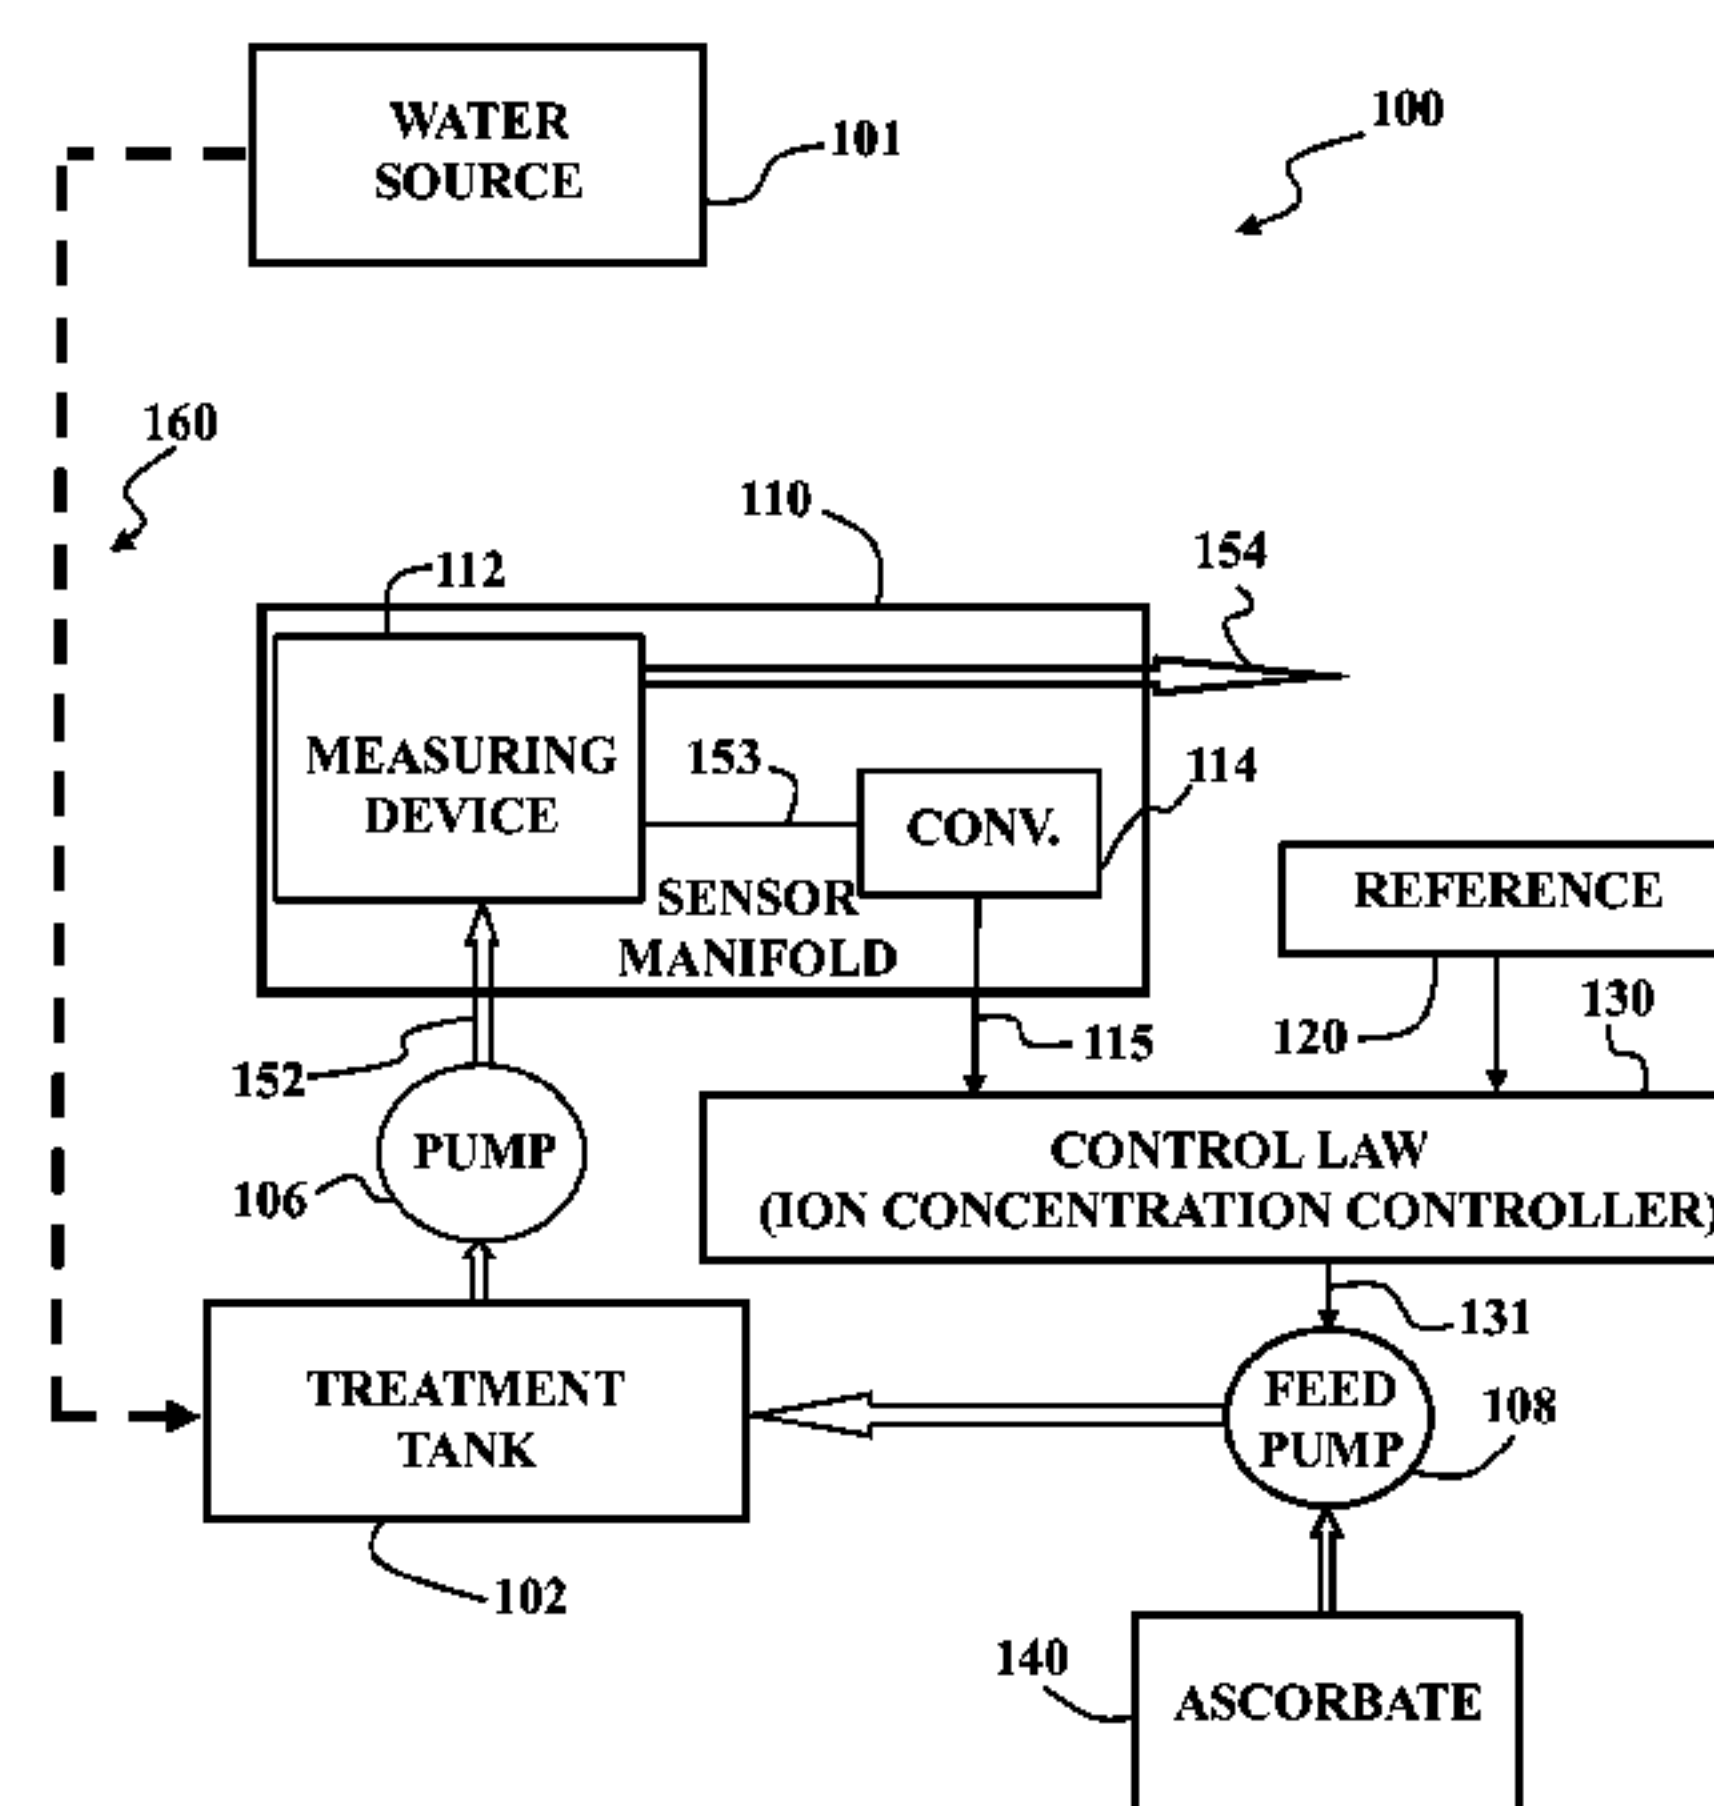 WATER
SOURCE
101
100
160
110
112
154
MEASURING
DEVICE
153
114
CONV.
SENSOR
MANIFOLD
REFERENCE
130
120
115
152
PUMP
106
CONTROL LAW
(ION CONCENTRATION CONTROLLER)
131
TREATMENT
TANK
FEED
PUMP
108
102
140
ASCORBATE